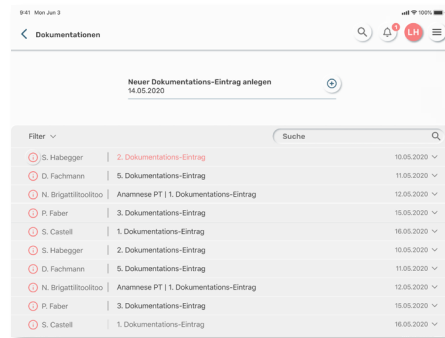 9:41 Mon Jun 3 100%
Dokumentationen 1 LH
Neuer Dokumentations-Eintrag anlegen
14.05.2020
Filter Suche
S. Habegger 2. Dokumentations-Eintrag 10.05.2020
D. Fachmann 5. Dokumentations-Eintrag 11.05.2020
N. Brigattilitoolitoo Anamnese PT | 1. Dokumentations-Eintrag 12.05.2020
P. Faber 3. Dokumentations-Eintrag 15.05.2020
S. Castell 1. Dokumentations-Eintrag 16.05.2020
S. Habegger 2. Dokumentations-Eintrag 10.05.2020
D. Fachmann 5. Dokumentations-Eintrag 11.05.2020
N. Brigattilitoolitoo Anamnese PT | 1. Dokumentations-Eintrag 12.05.2020
P. Faber 3. Dokumentations-Eintrag 15.05.2020
S. Castell 1. Dokumentations-Eintrag 16.05.2020